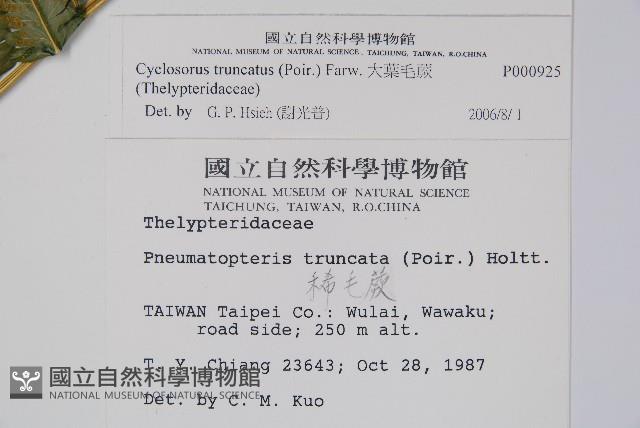 國立自然科學博物館
NATIONAL MUSEUM OF NATURAL SCIENCE, TAICHUNG, TAIWAN, R.O.CHINA
Cyclosorus truncatus (Poir.) Farw. 大葉毛蕨 P000925
(Thelypteridaceae)
Det. by G. P. Hsieh (謝光普) 2006/8/1
國立自然科學博物館
NATIONAL MUSEUM OF NATURAL SCIENCE
TAICHUNG, TAIWAN, R.O.CHINA
Thelypteridaceae
Pneumatopteris truncata (Poir.) Holtt.
稀毛蕨
TAIWAN Taipei Co.: Wulai, Wawaku;
road side; 250 m alt.
T. Y. Chiang 23643; Oct 28, 1987
Det. by C. M. Kuo
國立自然科學博物館
NATIONAL MUSEUM OF NATURAL SCIENCE